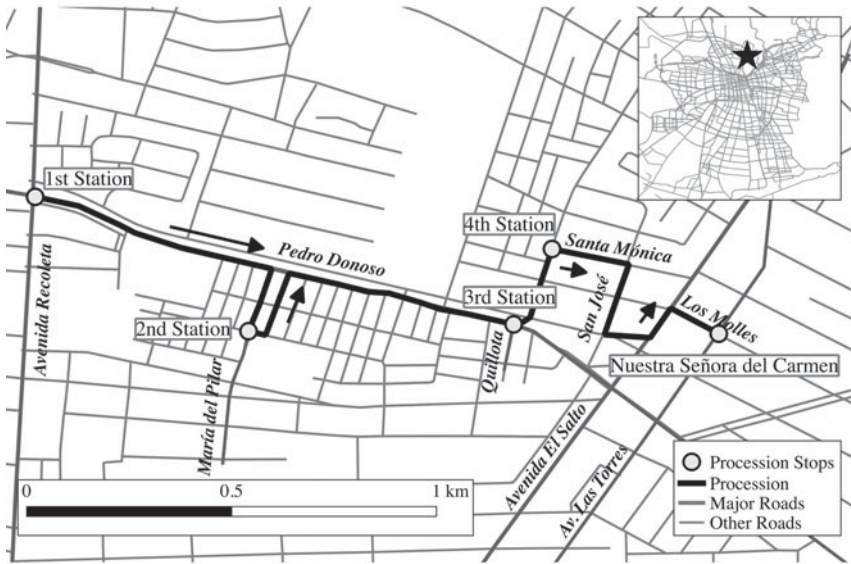 1st Station
Avenida Recoleta
Pedro Donoso
2nd Station
María del Pilar
3rd Station
Quillota
4th Station
Santa Mónica
San José
Los Molles
Nuestra Señora del Carmen
Avenida El Salto
Av. Las Torres
0 0.5 1 km
Procession Stops
Procession
Major Roads
Other Roads